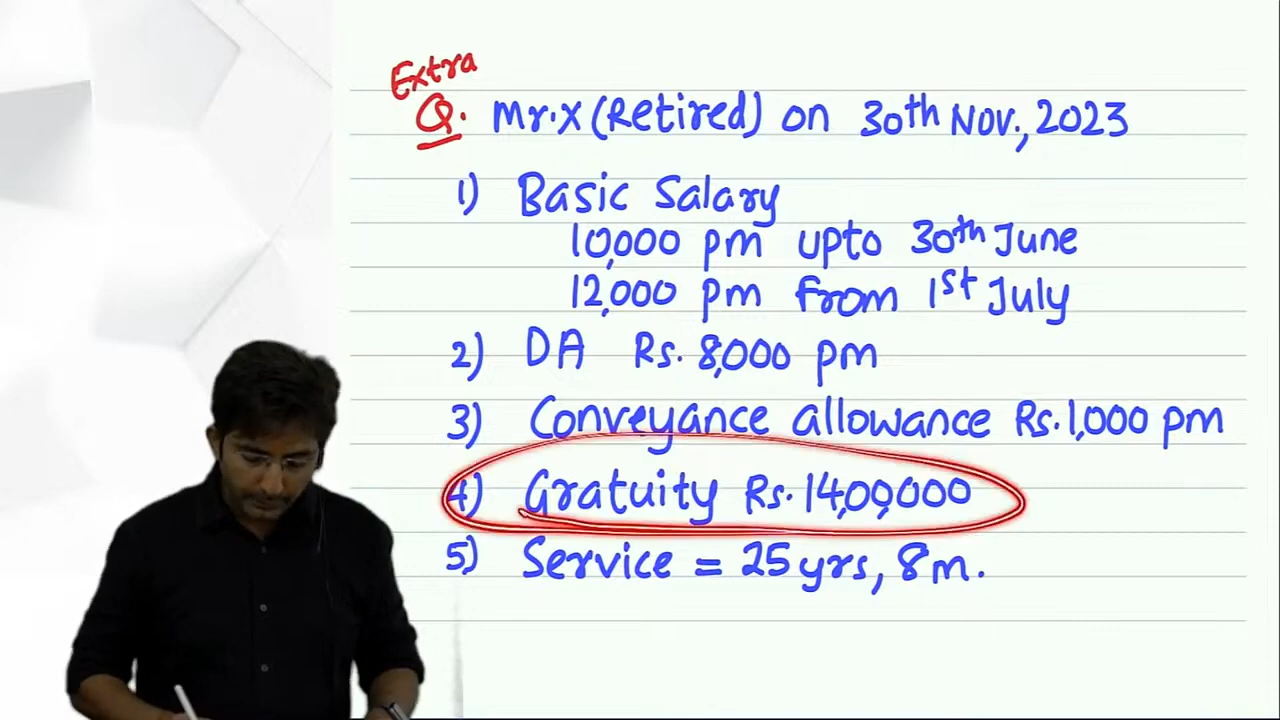 Extra
Q. Mr.X (Retired) on 30th Nov., 2023
1) Basic Salary
10,000 pm upto 30th June
12,000 pm from 1st July
2) DA Rs. 8,000 pm
3) Conveyance allowance Rs. 1,000 pm
4) Gratuity Rs. 14,00,000
5) Service = 25 yrs, 8 m.